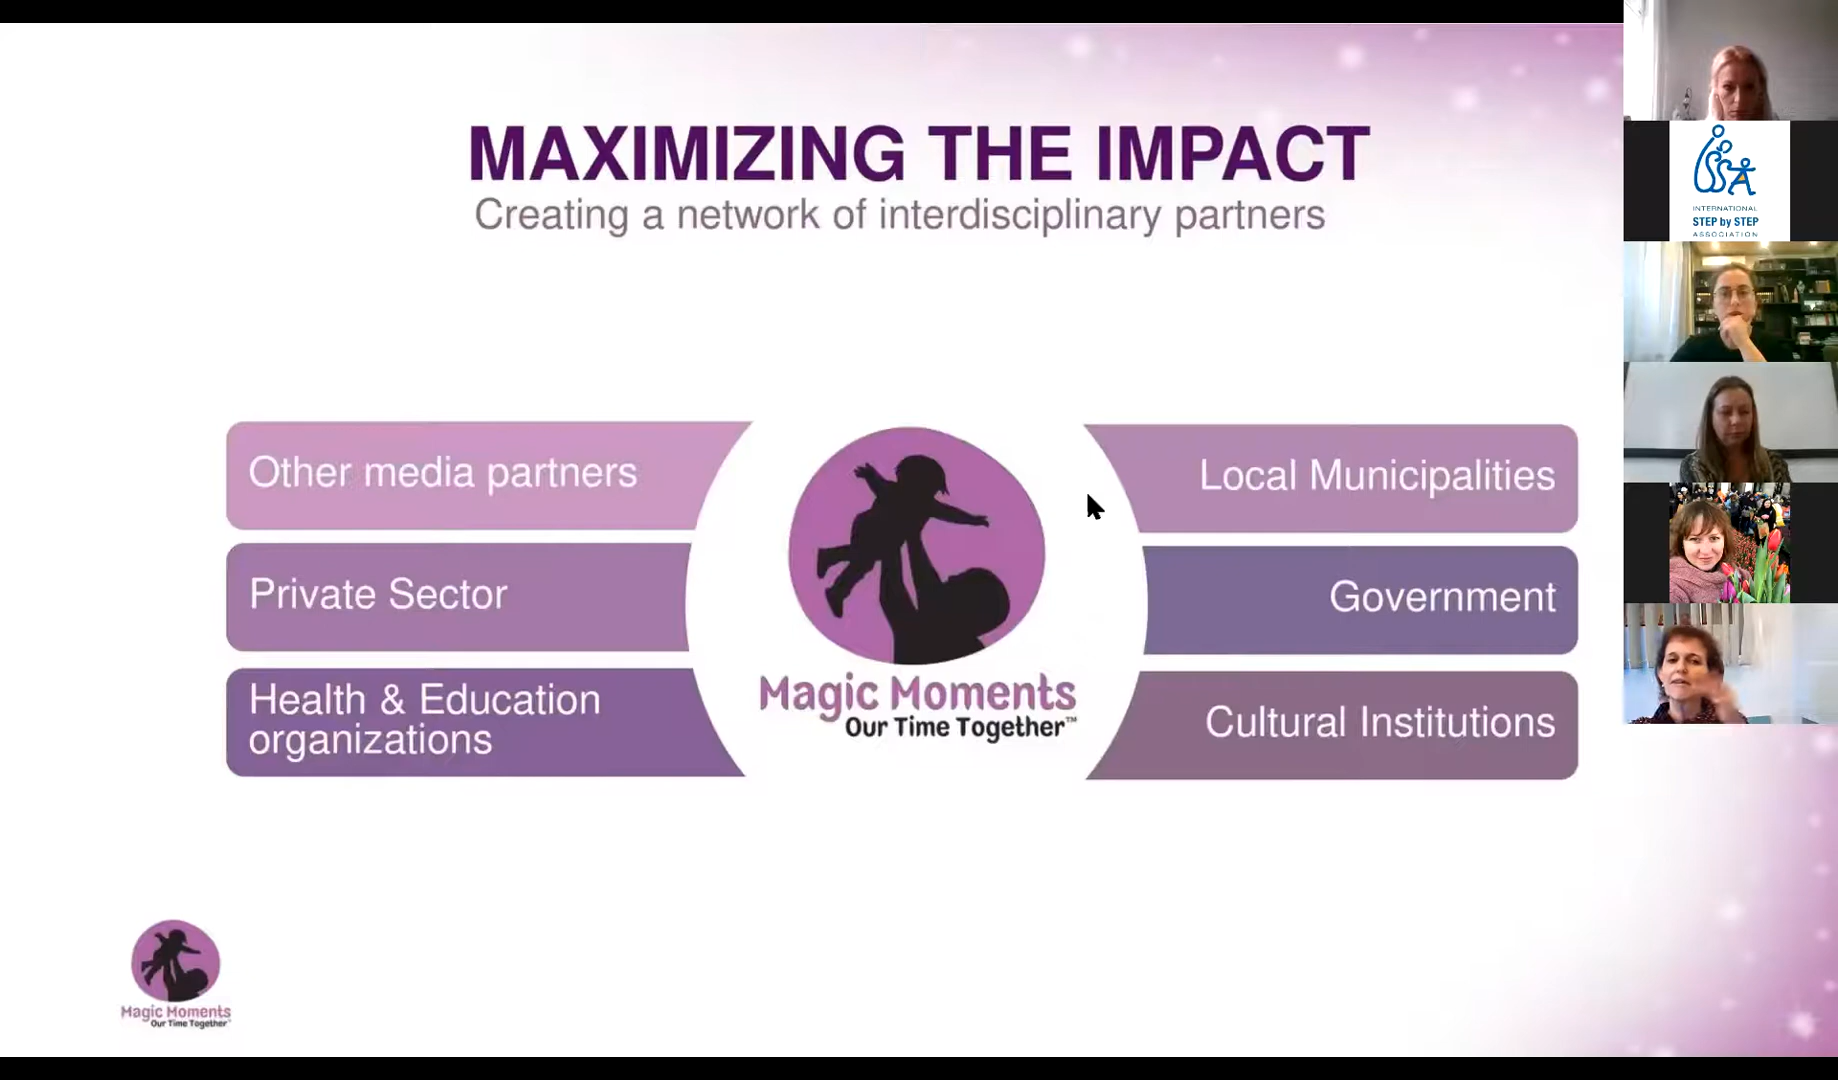 MAXIMIZING THE IMPACT
Creating a network of interdisciplinary partners
Other media partners
Private Sector
Health & Education
organizations
Magic Moments
Our Time Together™
Local Municipalities
Government
Cultural Institutions
Magic Moments
Our Time Together™
INTERNATIONAL
STEP by STEP
ASSOCIATION